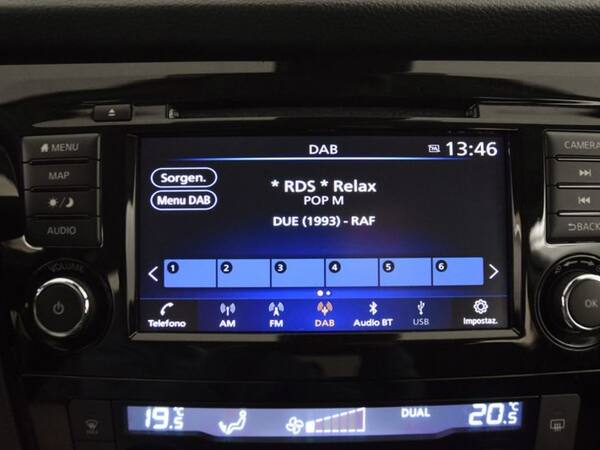 DAB 13:46
MENU
MAP
AUDIO
Sorgen.
Menu DAB
* RDS * Relax
POP M
DUE (1993) - RAF
1 2 3 4 5 6
Telefono AM FM DAB Audio BT USB Impostaz.
VOLUME
CAMERA
BACK
OK
19.5°C DUAL 20.5°C